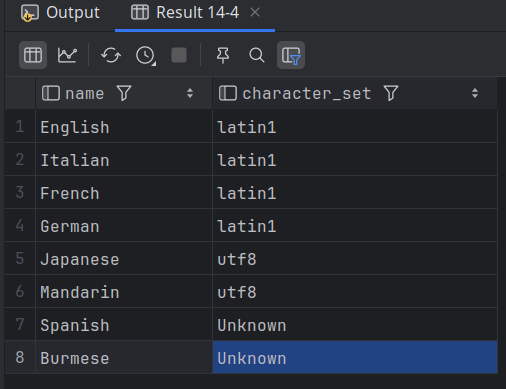 Output Result 14-4
name character_set
1 English latin1
2 Italian latin1
3 French latin1
4 German latin1
5 Japanese utf8
6 Mandarin utf8
7 Spanish Unknown
8 Burmese Unknown